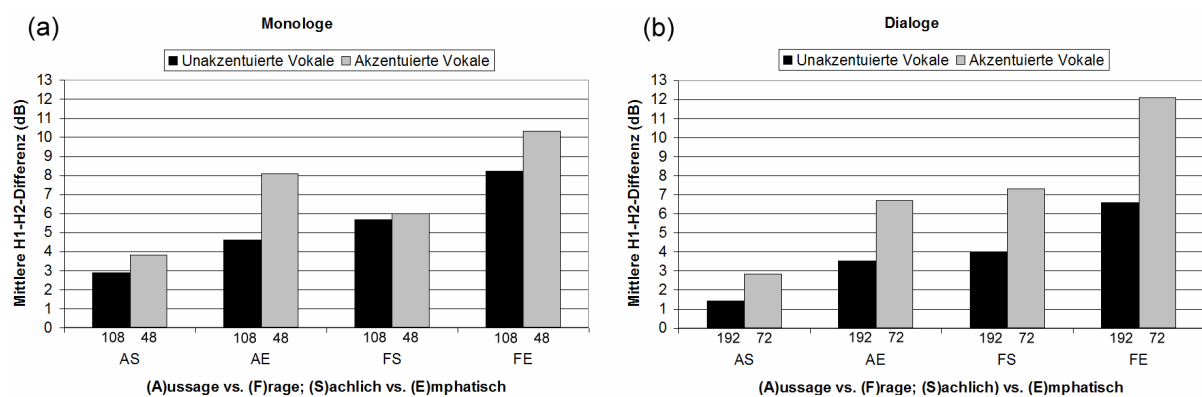 (a)
Monologe
Unakzentuierte Vokale Akzentuierte Vokale
Mittlere H1-H2-Differenz (dB)
13
12
11
10
9
8
7
6
5
4
3
2
1
0
108 48 108 48 108 48 108 48
AS AE FS FE
(A)ussage vs. (F)rage; (S)achlich vs. (E)mphatisch
(b)
Dialoge
Unakzentuierte Vokale Akzentuierte Vokale
Mittlere H1-H2-Differenz (dB)
13
12
11
10
9
8
7
6
5
4
3
2
1
0
192 72 192 72 192 72 192 72
AS AE FS FE
(A)ussage vs. (F)rage; (S)achlich) vs. (E)mphatisch